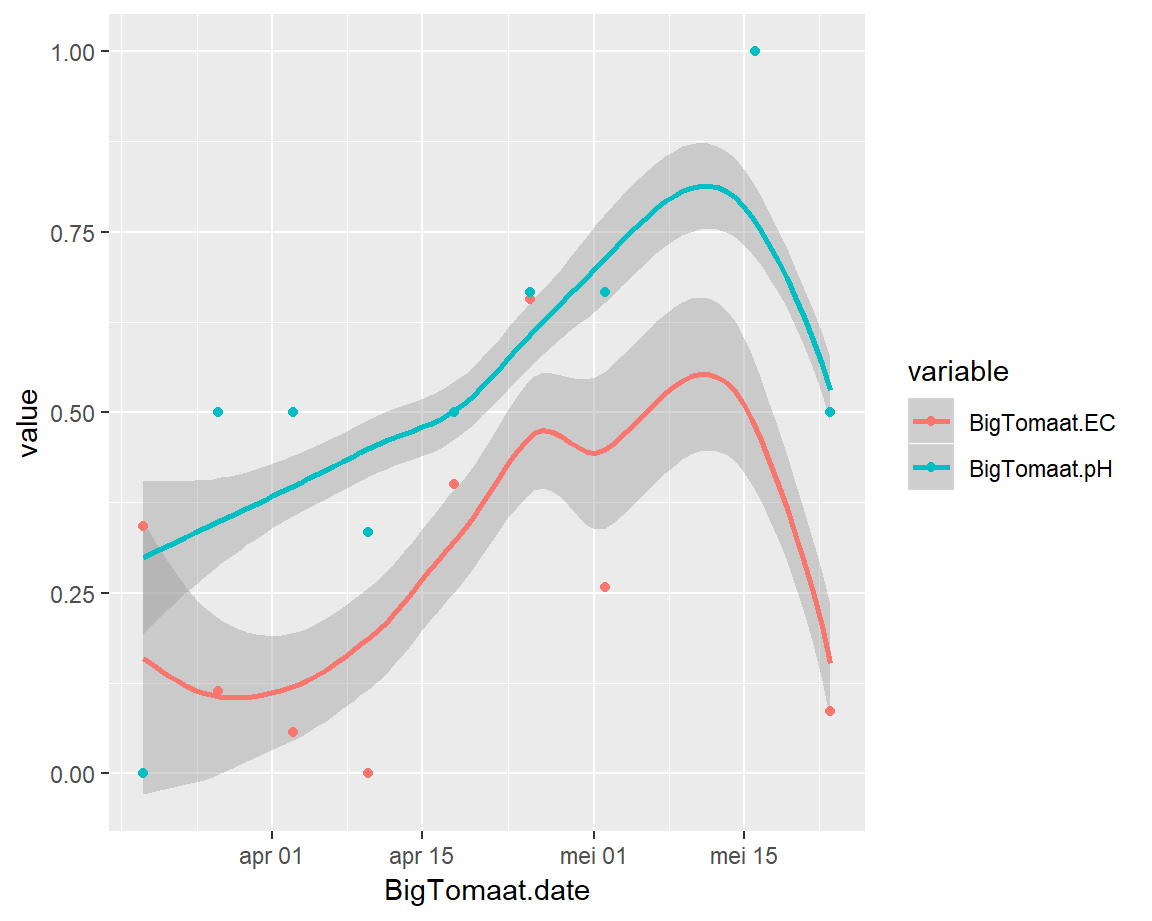 1.00
0.75
0.50
0.25
0.00
value
apr 01
apr 15
mei 01
mei 15
BigTomaat.date
variable
BigTomaat.EC
BigTomaat.pH